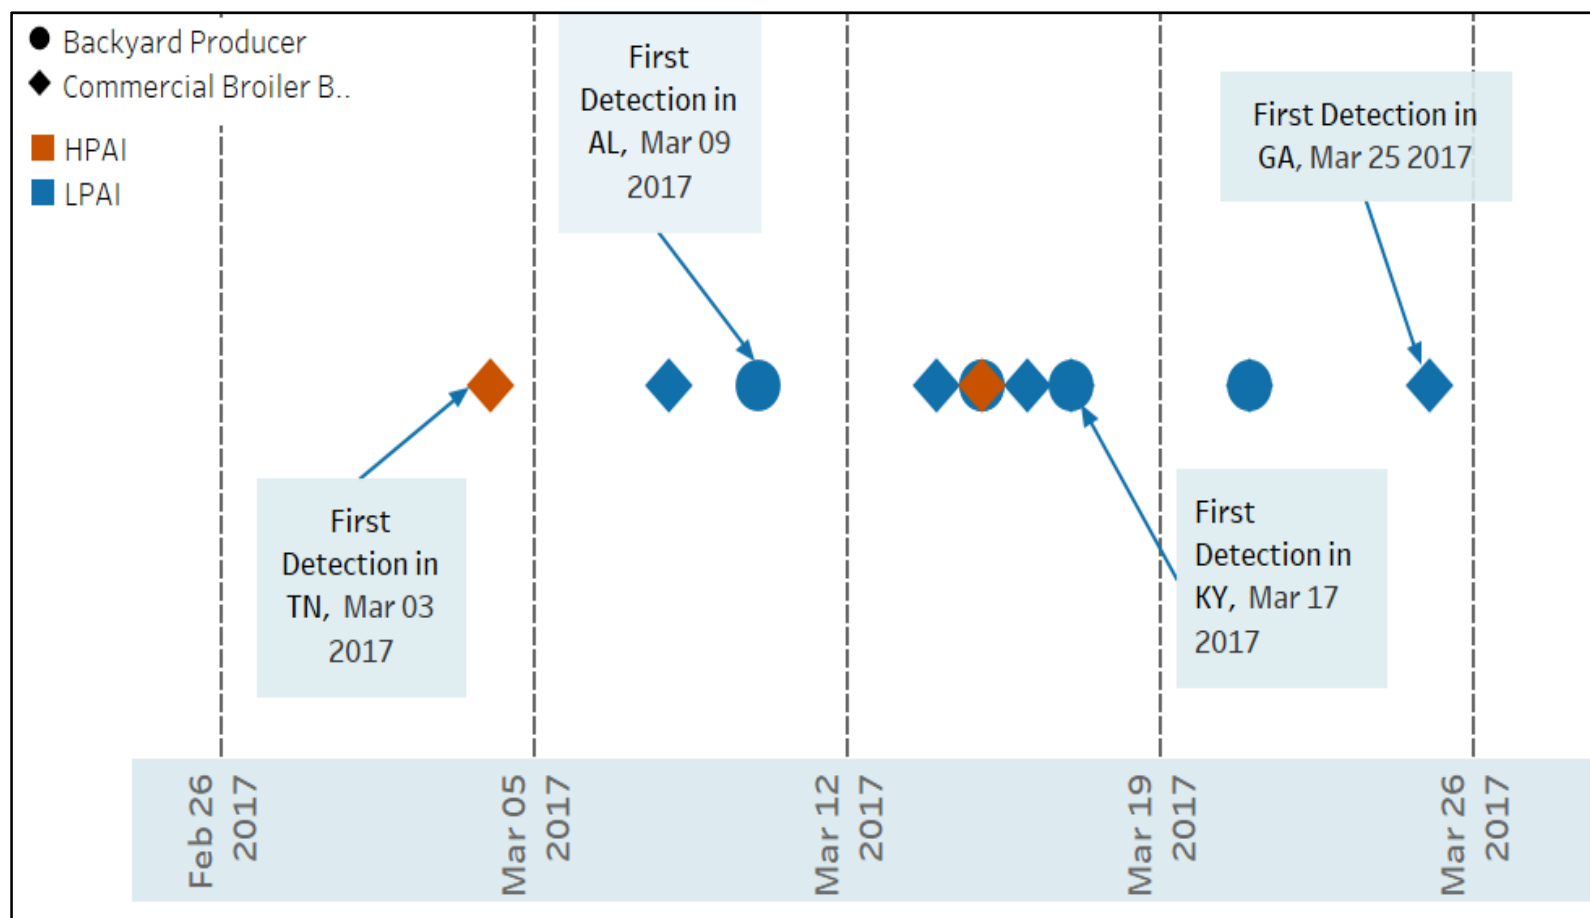 Backyard Producer
Commercial Broiler B..
HPAI
LPAI
First
Detection in
AL, Mar 09
2017
First Detection in
GA, Mar 25 2017
First
Detection in
TN, Mar 03
2017
First
Detection in
KY, Mar 17
2017
Feb 26
2017
Mar 05
2017
Mar 12
2017
Mar 19
2017
Mar 26
2017